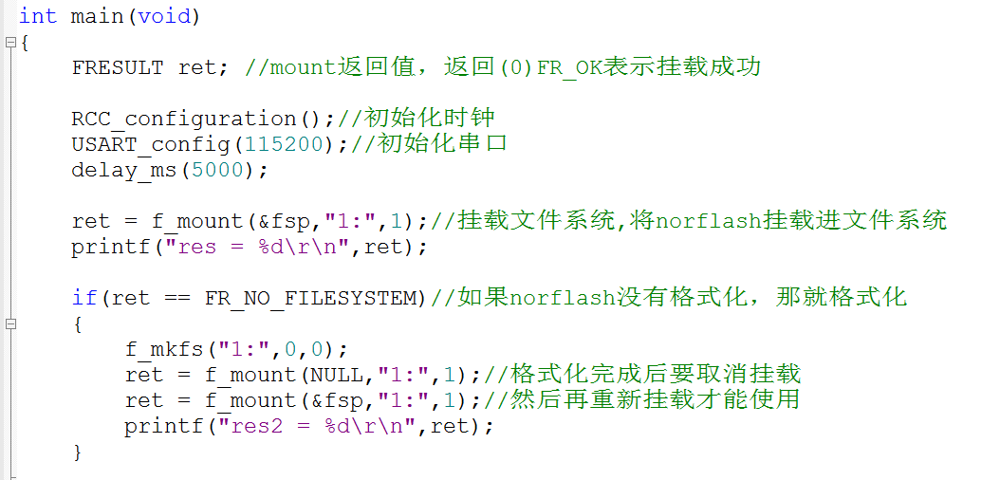 int main(void)
{
FRESULT ret; //mount返回值，返回(0)FR_OK表示挂载成功
RCC_configuration();//初始化时钟
USART_config(115200);//初始化串口
delay_ms(5000);
ret = f_mount(&fsp,"1:",1);//挂载文件系统,将norflash挂载进文件系统
printf("res = %d\r\n",ret);
if(ret == FR_NO_FILESYSTEM)//如果norflash没有格式化，那就格式化
{
f_mkfs("1:",0,0);
ret = f_mount(NULL,"1:",1);//格式化完成后要取消挂载
ret = f_mount(&fsp,"1:",1);//然后再重新挂载才能使用
printf("res2 = %d\r\n",ret);
}